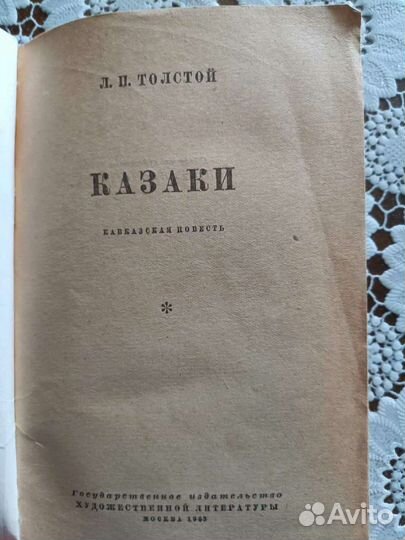 Л. Н. ТОЛСТОЙ
КАЗАКИ
КАВКАЗСКАЯ ПОВЕСТЬ
*
Государственное издательство
ХУДОЖЕСТВЕННОЙ ЛИТЕРАТУРЫ
МОСКВА
Avito